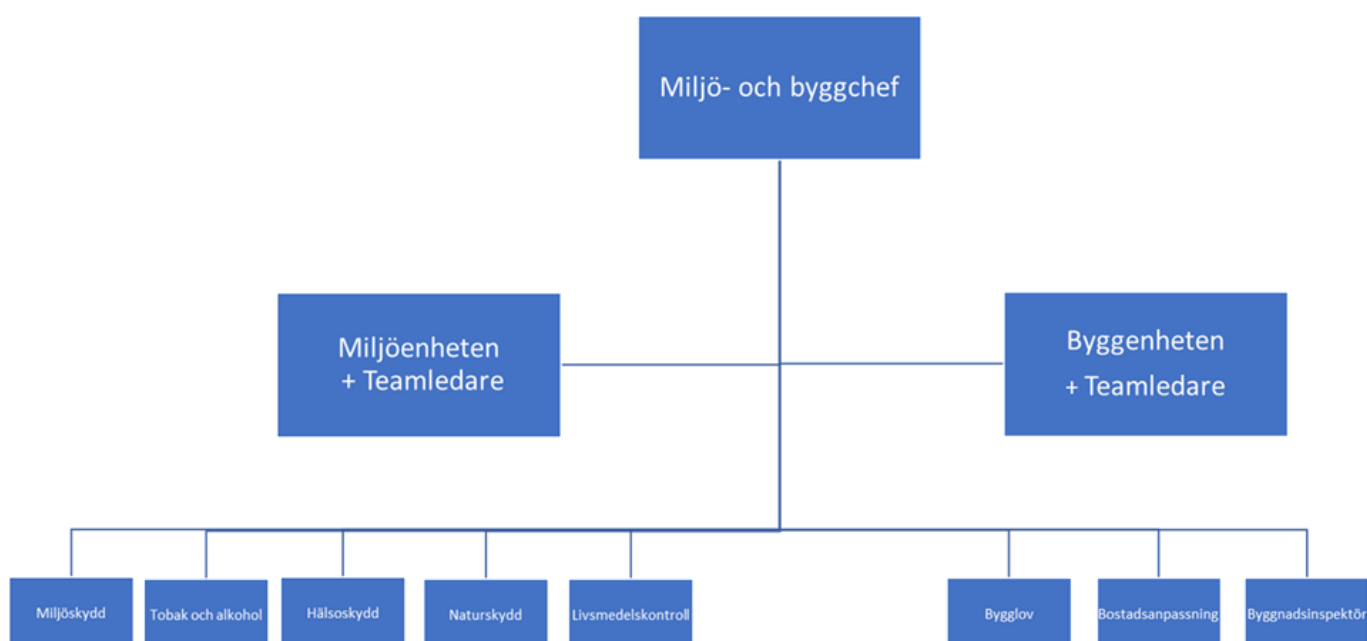 Miljö- och byggchef
Miljöenheten
+ Teamledare
Byggenheten
+ Teamledare
Miljöskydd
Tobak och alkohol
Hälsoskydd
Naturskydd
Livsmedelskontroll
Bygglov
Bostadsanpassning
Byggnadsinspektör